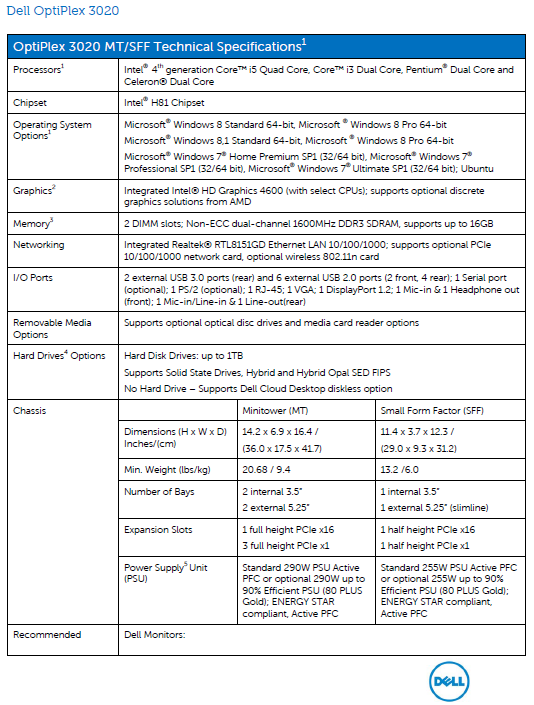 Dell OptiPlex 3020
OptiPlex 3020 MT/SFF Technical Specifications1
Processors1
Intel® 4th generation Core™ i5 Quad Core, Core™ i3 Dual Core, Pentium® Dual Core and
Celeron® Dual Core
Chipset
Intel® H81 Chipset
Operating System
Options1
Microsoft® Windows 8 Standard 64-bit, Microsoft ® Windows 8 Pro 64-bit
Microsoft® Windows 8,1 Standard 64-bit, Microsoft ® Windows 8 Pro 64-bit
Microsoft® Windows 7® Home Premium SP1 (32/64 bit), Microsoft® Windows 7®
Professional SP1 (32/64 bit), Microsoft® Windows 7® Ultimate SP1 (32/64 bit); Ubuntu
Graphics2
Integrated Intel® HD Graphics 4600 (with select CPUs); supports optional discrete
graphics solutions from AMD
Memory3
2 DIMM slots; Non-ECC dual-channel 1600MHz DDR3 SDRAM, supports up to 16GB
Networking
Integrated Realtek® RTL8151GD Ethernet LAN 10/100/1000; supports optional PCIe
10/100/1000 network card, optional wireless 802.11n card
I/O Ports
2 external USB 3.0 ports (rear) and 6 external USB 2.0 ports (2 front, 4 rear); 1 Serial port
(optional); 1 PS/2 (optional); 1 RJ-45; 1 VGA; 1 DisplayPort 1.2; 1 Mic-in & 1 Headphone out
(front); 1 Mic-in/Line-in & 1 Line-out(rear)
Removable Media
Options
Supports optional optical disc drives and media card reader options
Hard Drives4 Options
Hard Disk Drives: up to 1TB
Supports Solid State Drives, Hybrid and Hybrid Opal SED FIPS
No Hard Drive – Supports Dell Cloud Desktop diskless option
Chassis
Minitower (MT)
Small Form Factor (SFF)
Dimensions (H x W x D)
Inches/(cm)
14.2 x 6.9 x 16.4 /
(36.0 x 17.5 x 41.7)
11.4 x 3.7 x 12.3 /
(29.0 x 9.3 x 31.2)
Min. Weight (lbs/kg)
20.68 / 9.4
13.2 /6.0
Number of Bays
2 internal 3.5"
2 external 5.25"
1 internal 3.5"
1 external 5.25" (slimline)
Expansion Slots
1 full height PCIe x16
3 full height PCIe x1
1 half height PCIe x16
1 half height PCIe x1
Power Supply5 Unit
(PSU)
Standard 290W PSU Active
PFC or optional 290W up to
90% Efficient PSU (80 PLUS
Gold); ENERGY STAR
compliant, Active PFC
Standard 255W PSU Active PFC
or optional 255W up to 90%
Efficient PSU (80 PLUS Gold);
ENERGY STAR compliant,
Active PFC
Recommended
Dell Monitors:
DELL